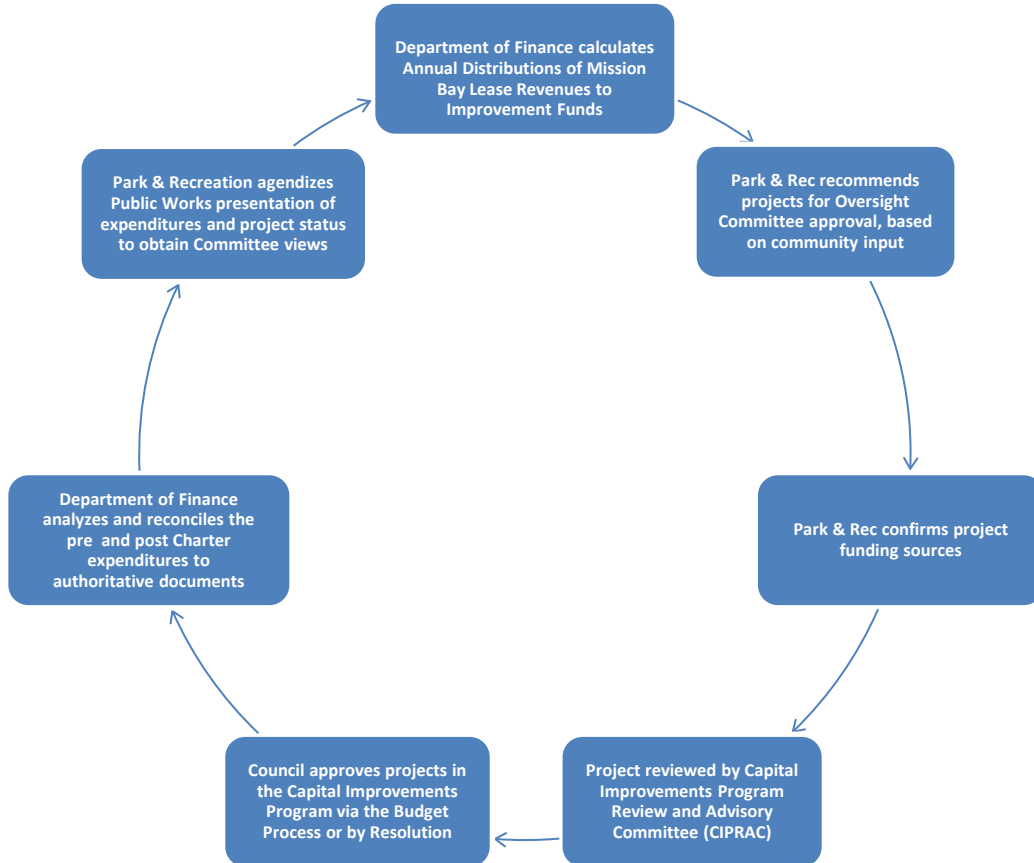 Department of Finance calculates
Annual Distributions of Mission
Bay Lease Revenues to
Improvement Funds
Park & Rec recommends
projects for Oversight
Committee approval, based
on community input
Park & Rec confirms project
funding sources
Project reviewed by Capital
Improvements Program
Review and Advisory
Committee (CIPRAC)
Council approves projects in
the Capital Improvements
Program via the Budget
Process or by Resolution
Department of Finance
analyzes and reconciles the
pre and post Charter
expenditures to
authoritative documents
Park & Recreation agendizes
Public Works presentation of
expenditures and project status
to obtain Committee views